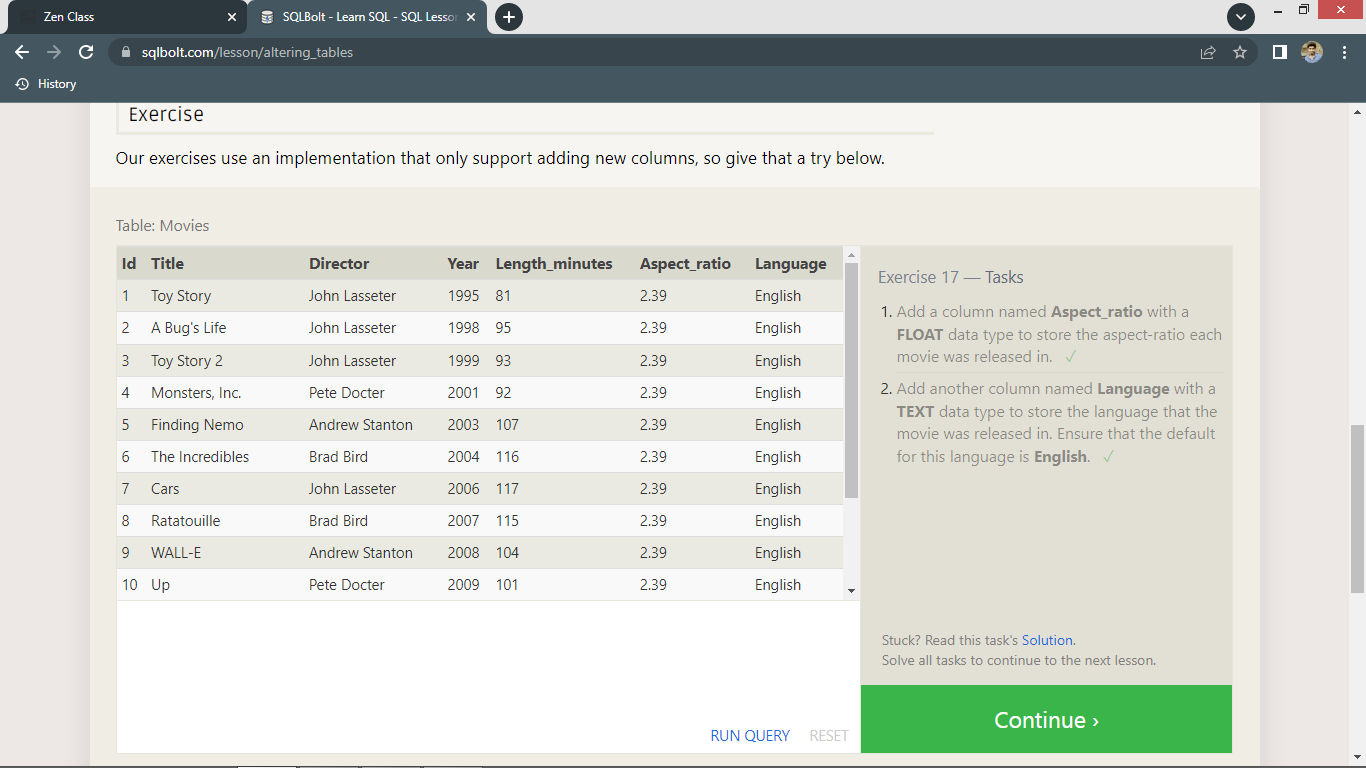 Zen Class
SQLBolt - Learn SQL - SQL Lesson
sqlbolt.com/lesson/altering_tables
History
Exercise
Our exercises use an implementation that only support adding new columns, so give that a try below.
Table: Movies
Id Title Director Year Length_minutes Aspect_ratio Language
1 Toy Story John Lasseter 1995 81 2.39 English
2 A Bug's Life John Lasseter 1998 95 2.39 English
3 Toy Story 2 John Lasseter 1999 93 2.39 English
4 Monsters, Inc. Pete Docter 2001 92 2.39 English
5 Finding Nemo Andrew Stanton 2003 107 2.39 English
6 The Incredibles Brad Bird 2004 116 2.39 English
7 Cars John Lasseter 2006 117 2.39 English
8 Ratatouille Brad Bird 2007 115 2.39 English
9 WALL-E Andrew Stanton 2008 104 2.39 English
10 Up Pete Docter 2009 101 2.39 English
RUN QUERY RESET
Exercise 17 — Tasks
1. Add a column named Aspect_ratio with a
FLOAT data type to store the aspect-ratio each
movie was released in. ✓
2. Add another column named Language with a
TEXT data type to store the language that the
movie was released in. Ensure that the default
for this language is English. ✓
Stuck? Read this task's Solution.
Solve all tasks to continue to the next lesson.
Continue ›